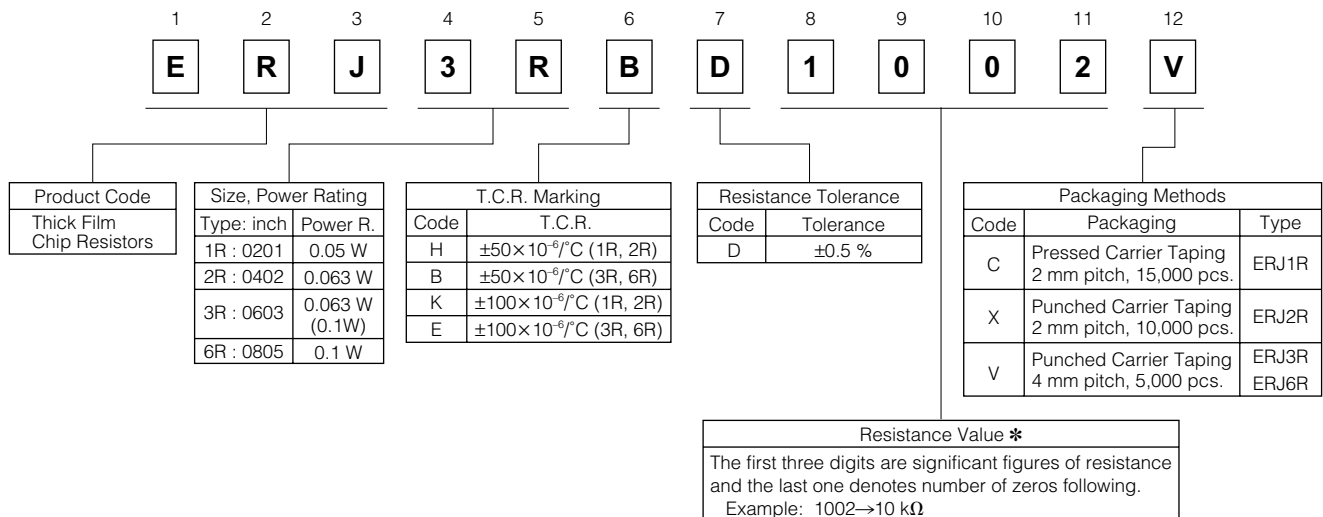 1 2 3 4 5 6 7 8 9 10 11 12
E R J 3 R B D 1 0 0 2 V
Product Code
Thick Film
Chip Resistors
Size, Power Rating
Type: inch Power R.
1R : 0201 0.05 W
2R : 0402 0.063 W
3R : 0603 0.063 W
(0.1W)
6R : 0805 0.1 W
T.C.R. Marking
Code T.C.R.
H ±50×10⁻⁶/°C (1R, 2R)
B ±50×10⁻⁶/°C (3R, 6R)
K ±100×10⁻⁶/°C (1R, 2R)
E ±100×10⁻⁶/°C (3R, 6R)
Resistance Tolerance
Code Tolerance
D ±0.5 %
Packaging Methods
Code Packaging Type
C Pressed Carrier Taping
2 mm pitch, 15,000 pcs. ERJ1R
X Punched Carrier Taping
2 mm pitch, 10,000 pcs. ERJ2R
V Punched Carrier Taping ERJ3R
4 mm pitch, 5,000 pcs. ERJ6R
Resistance Value ✻
The first three digits are significant figures of resistance
and the last one denotes number of zeros following.
Example: 1002→10 kΩ